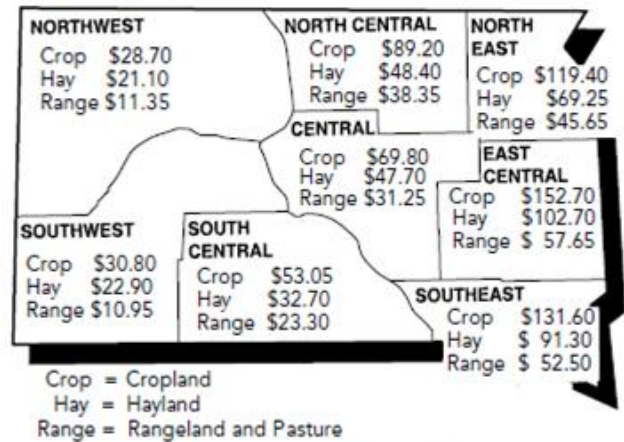 NORTHWEST
Crop $28.70
Hay $21.10
Range $11.35
NORTH CENTRAL
Crop $89.20
Hay $48.40
Range $38.35
NORTH
EAST
Crop $119.40
Hay $69.25
Range $45.65
CENTRAL
Crop $69.80
Hay $47.70
Range $31.25
EAST
CENTRAL
Crop $152.70
Hay $102.70
Range $ 57.65
SOUTHWEST
Crop $30.80
Hay $22.90
Range $10.95
SOUTH
CENTRAL
Crop $53.05
Hay $32.70
Range $23.30
SOUTHEAST
Crop $131.60
Hay $ 91.30
Range $ 52.50
Crop = Cropland
Hay = Hayland
Range = Rangeland and Pasture